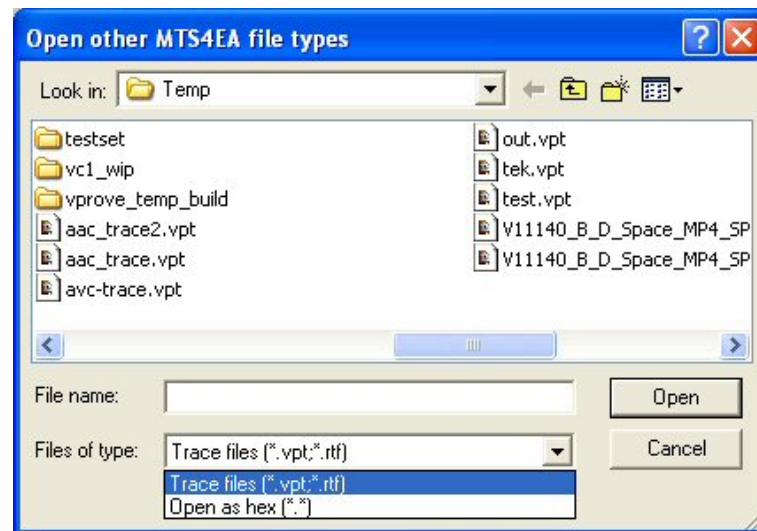 Open other MTS4EA file types
Look in: Temp
testset
vc1_wip
vprove_temp_build
aac_trace2.vpt
aac_trace.vpt
avc-trace.vpt
out.vpt
tek.vpt
test.vpt
V11140_B_D_Space_MP4_SP
V11140_B_D_Space_MP4_SP
File name:
Open
Files of type: Trace files (*.vpt;*.rtf)
Cancel
Trace files (*.vpt;*.rtf)
Open as hex (*.*)